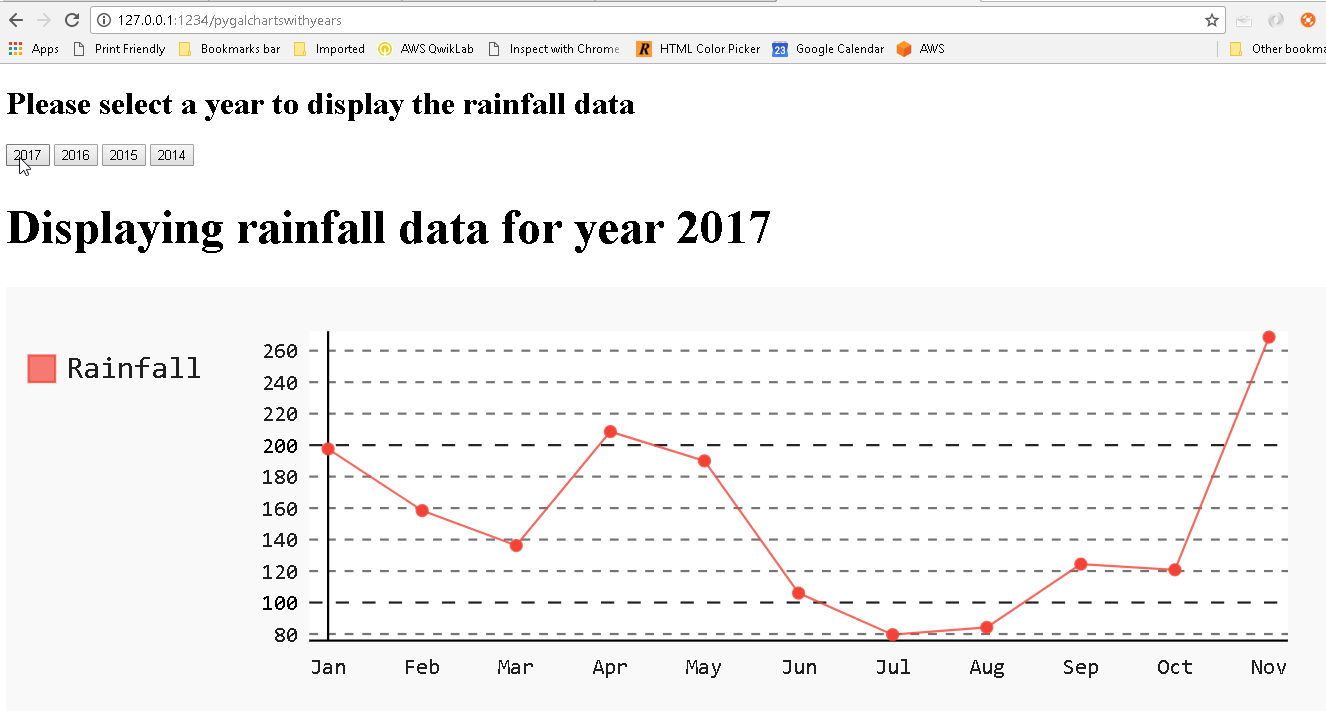 127.0.0.1:1234/pygalchartswithyears
Apps Print Friendly Bookmarks bar Imported AWS QwikLab Inspect with Chrome R HTML Color Picker 23 Google Calendar AWS Other bookma
Please select a year to display the rainfall data
2017 2016 2015 2014
Displaying rainfall data for year 2017
Rainfall
260
240
220
200
180
160
140
120
100
80
Jan Feb Mar Apr May Jun Jul Aug Sep Oct Nov